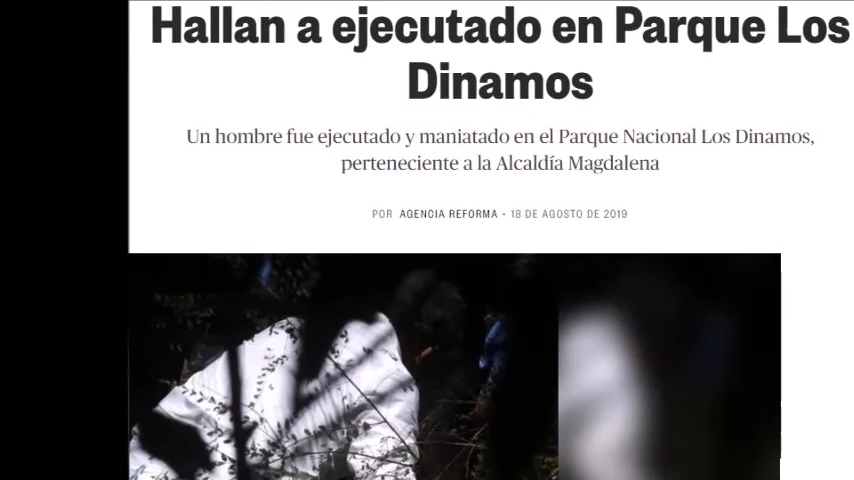 Hallan a ejecutado en Parque Los
Dinamos
Un hombre fue ejecutado y maniatado en el Parque Nacional Los Dinamos,
perteneciente a la Alcaldía Magdalena
POR AGENCIA REFORMA - 18 DE AGOSTO DE 2019